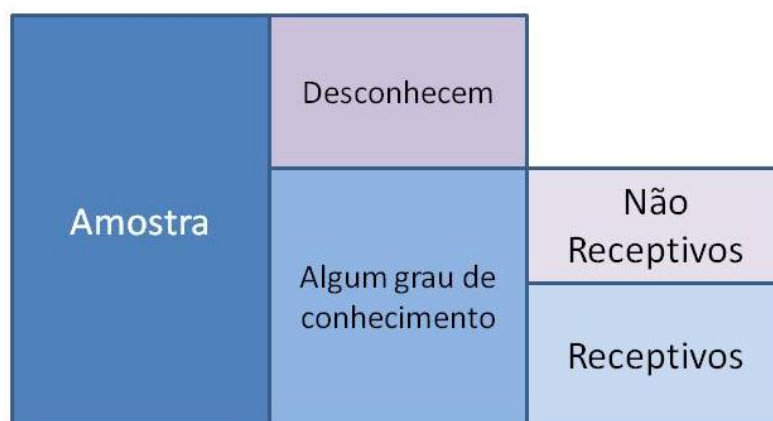 Amostra
Desconhecem
Algum grau de
conhecimento
Não
Receptivos
Receptivos